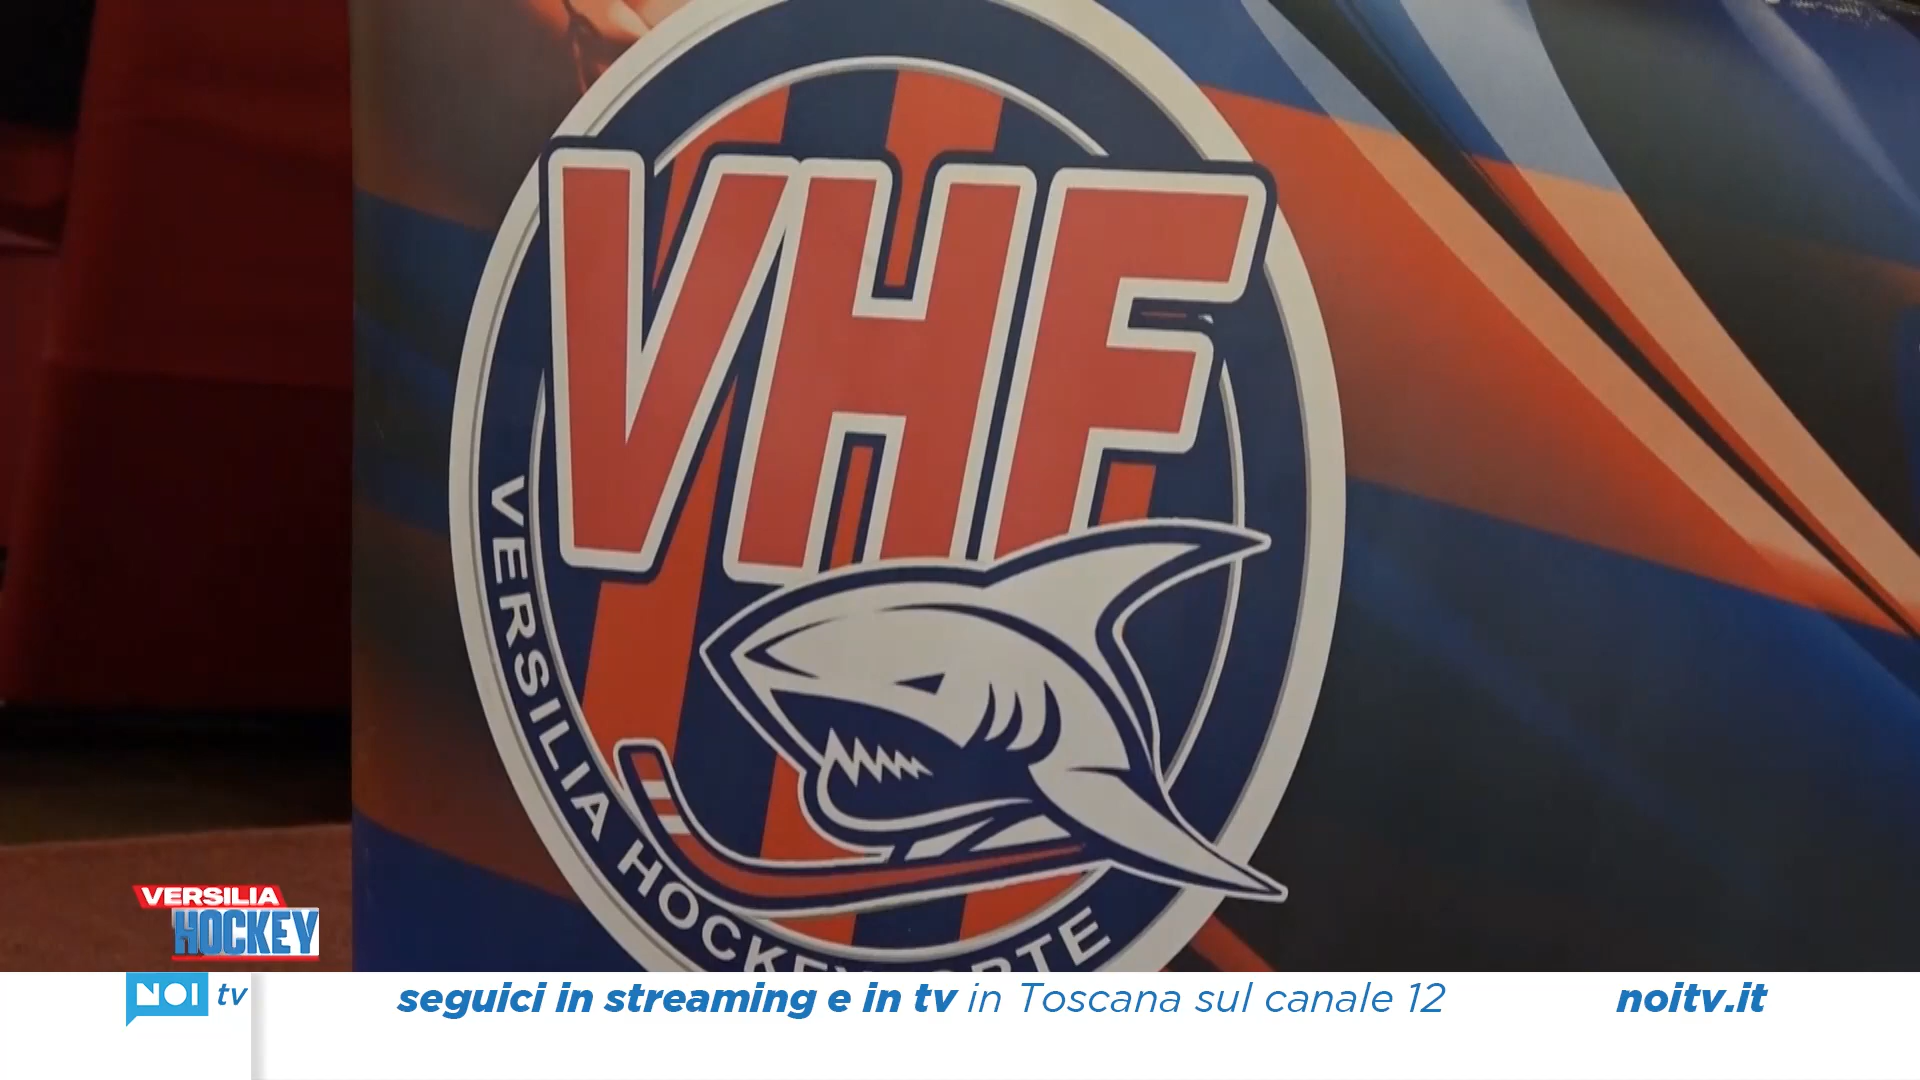 VHF
VERSILIA HOCKEY
VERSILIA
HOCKEY
NOI tv
seguici in streaming e in tv in Toscana sul canale 12
noitv.it